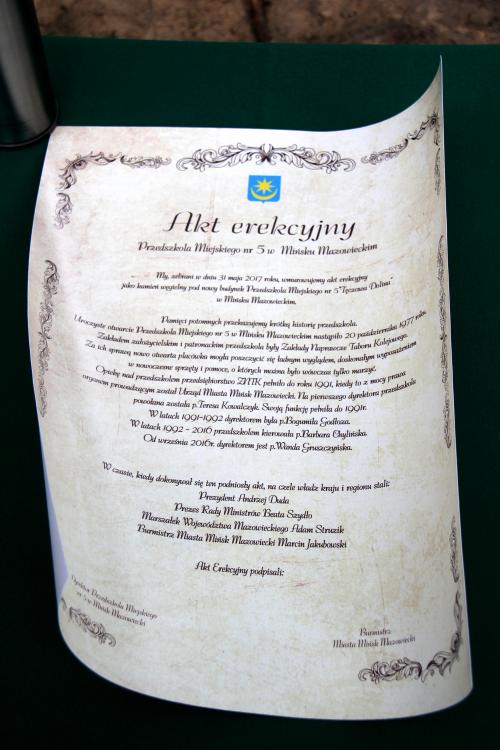 Akt erekcyjny
Przedszkola Miejskiego nr 5 w Mińsku Mazowieckim
My, zebrani w dniu 31 maja 2017 roku, wmurowujemy akt erekcyjny
jako kamień węgielny pod nowy budynek Przedszkola Miejskiego nr 5 "Tęczowa Dolina"
w Mińsku Mazowieckim.
Pamięci potomnych przekazujemy krótką historię przedszkola.
Uroczyste otwarcie Przedszkola Miejskiego nr 5 w Mińsku Mazowieckim nastąpiło 20 października 1977 roku.
Zakładem założycielskim i patronackim przedszkola były Zakłady Naprawcze Taboru Kolejowego.
Za ich sprawą nowo otwarta placówka mogła poszczycić się ładnym wyglądem, doskonałym wyposażeniem
w nowoczesne sprzęty i pomoce, o których można było wówczas tylko marzyć.
Opiekę nad przedszkolem przedsiębiorstwo ZNTK pełniło do roku 1991, kiedy to z mocy prawa
organem prowadzącym został Urząd Miasta Mińsk Mazowiecki. Na pierwszego dyrektora przedszkola
powołana została p.Teresa Kowalczyk. Swoją funkcję pełniła do 1991r.
W latach 1991-1992 dyrektorem była p.Bogumiła Godłoza.
W latach 1992 - 2016 przedszkolem kierowała p.Barbara Chylińska.
Od września 2016r. dyrektorem jest p.Wanda Gruszczyńska.
W czasie, kiedy dokonywał się ten podniosły akt, na czele władz kraju i regionu stali:
Prezydent Andrzej Duda
Prezes Rady Ministrów Beata Szydło
Marszałek Województwa Mazowieckiego Adam Struzik
Burmistrz Miasta Mińsk Mazowiecki Marcin Jakubowski
Akt Erekcyjny podpisali:
Dyrektor Przedszkola Miejskiego
nr 5 w Mińsk Mazowiecki
Burmistrz
Miasta Mińsk Mazowiecki